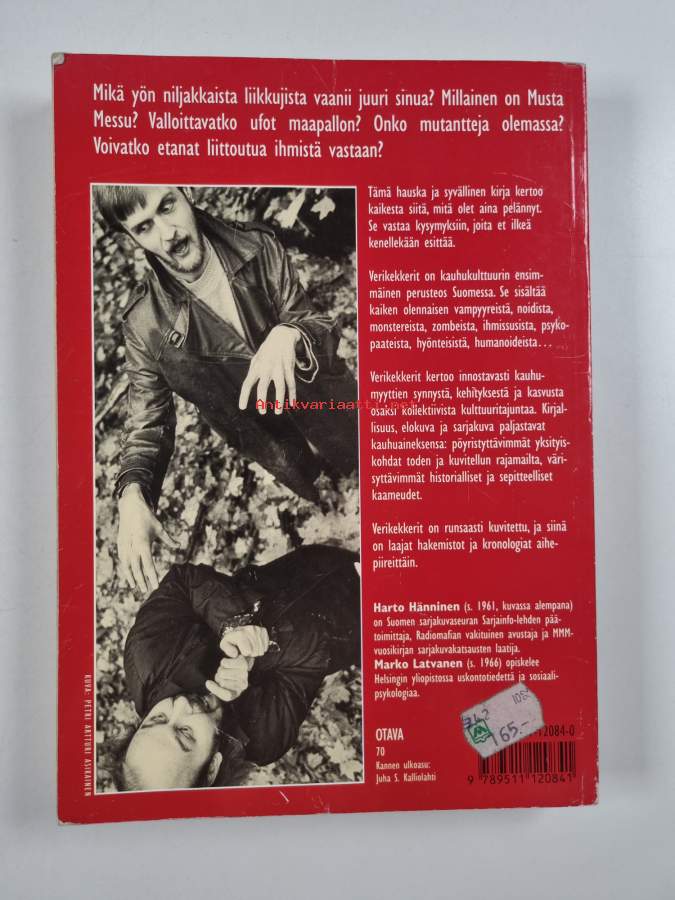 Mikä yön niljakkaista liikkujista vaanii juuri sinua? Millainen on Musta
Messu? Valloittavatko ufot maapallon? Onko mutantteja olemassa?
Voivatko etanat liittoutua ihmistä vastaan?
Tämä hauska ja syvällinen kirja kertoo
kaikesta siitä, mitä olet aina pelännyt.
Se vastaa kysymyksiin, joita et ilkeä
kenellekään esittää.
Verikekkerit on kauhukulttuurin ensim-
mäinen perusteos Suomessa. Se sisältää
kaiken olennaisen vampyyreistä, noidista,
monstereista, zombeista, ihmissusista, psyko-
paateista, hyönteisistä, humanoideista...
Verikekkerit kertoo innostavasti kauhu-
myyttien synnystä, kehityksestä ja kasvusta
osaksi kollektiivista kulttuuritajuntaa. Kirjal-
lisuus, elokuva ja sarjakuva paljastavat
kauhuaineksensa: pöyristyttävimmät yksityis-
kohdat toden ja kuvitellun rajamailta, väri-
syttävimmät historialliset ja sepitteelliset
kaameudet.
Verikekkerit on runsaasti kuvitettu, ja siinä
on laajat hakemistot ja kronologiat aihe-
piireittäin.
Harto Hänninen (s. 1961, kuvassa alempana)
on Suomen sarjakuvaseuran Sarjainfo-lehden pää-
toimittaja, Radiomafian vakituinen avustaja ja MMM-
vuosikirjan sarjakuvakatsausten laatija.
Marko Latvanen (s. 1966) opiskelee
Helsingin yliopistossa uskontotiedettä ja sosiaali-
psykologiaa.
OTAVA
70
Kannen ulkoasu:
Juha S. Kalliolahti
165.-
-12084-0
9 789511 120841
KUVA: PETRI ARTTURI ASIKAINEN
Antikvariaatti.net